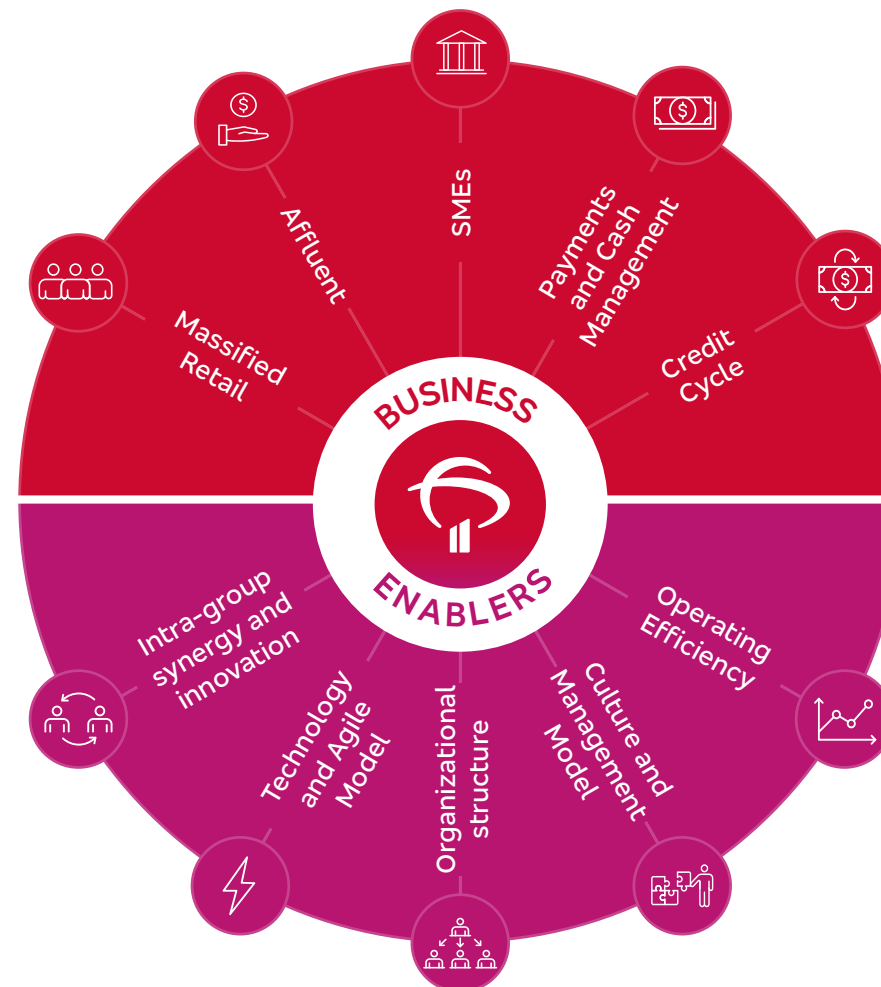 SMEs
Affluent
Payments
and Cash
Management
Massified
Retail
Credit
Cycle
BUSINESS
ENABLERS
Intra-group
synergy and
innovation
Technology
and Agile
Model
Organizational
structure
Culture and
Management
Model
Operating
Efficiency
$
$
$